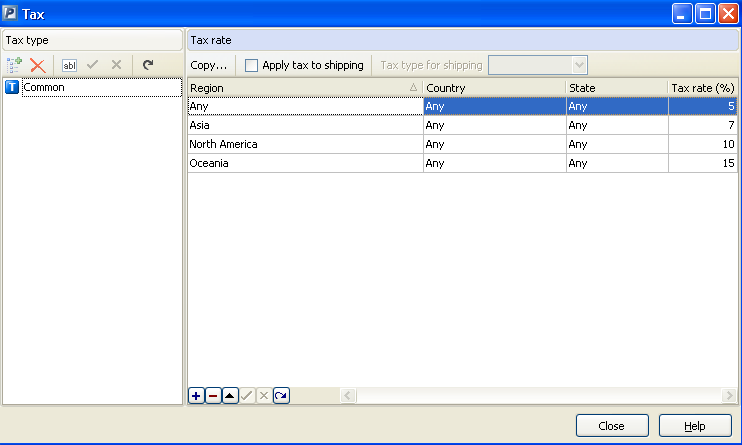 Tax
Tax type
Tax rate
abl
Copy...
Apply tax to shipping
Tax type for shipping
T Common
Region Country State Tax rate (%)
Any Any Any 5
Asia Any Any 7
North America Any Any 10
Oceania Any Any 15
Close
Help